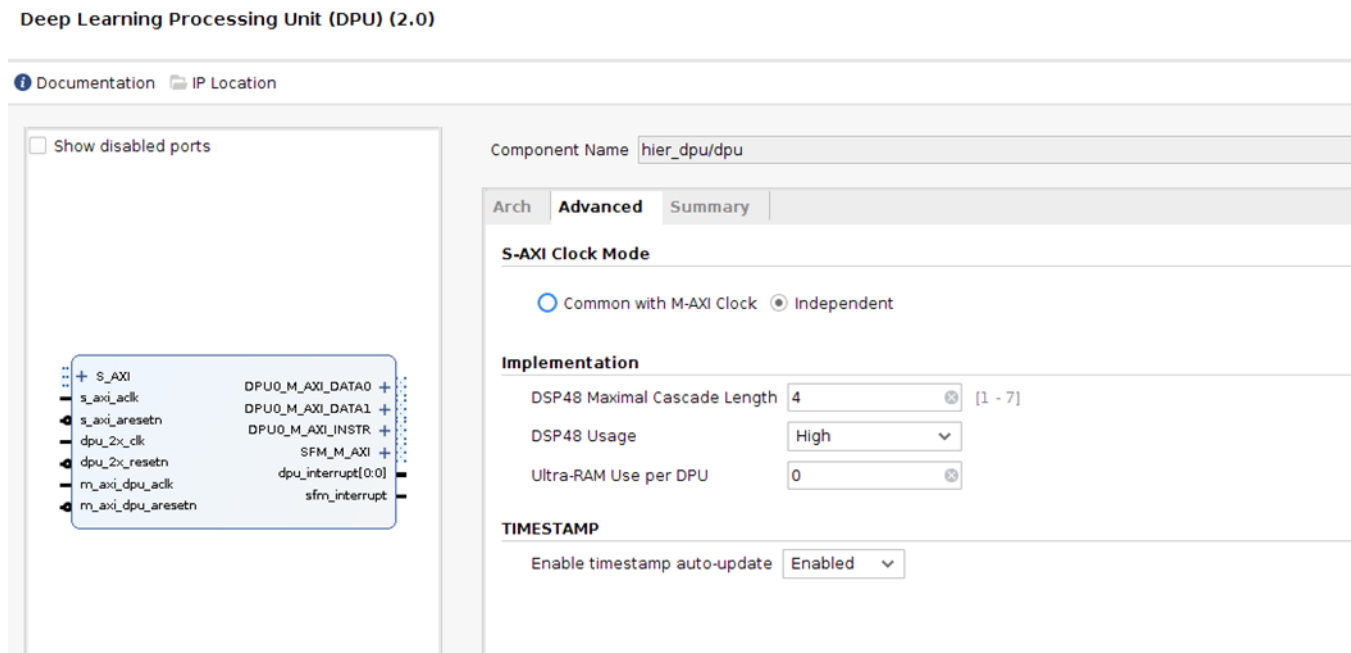 Deep Learning Processing Unit (DPU) (2.0)
Documentation IP Location
Show disabled ports
S_AXI
s_axi_aclk
s_axi_aresetn
dpu_2x_clk
dpu_2x_resetn
m_axi_dpu_aclk
m_axi_dpu_aresetn
DPU0_M_AXI_DATA0
DPU0_M_AXI_DATA1
DPU0_M_AXI_INSTR
SFM_M_AXI
dpu_interrupt[0:0]
sfm_interrupt
Component Name hier_dpu/dpu
Arch Advanced Summary
S-AXI Clock Mode
Common with M-AXI Clock Independent
Implementation
DSP48 Maximal Cascade Length 4 [1 - 7]
DSP48 Usage High
Ultra-RAM Use per DPU 0
TIMESTAMP
Enable timestamp auto-update Enabled